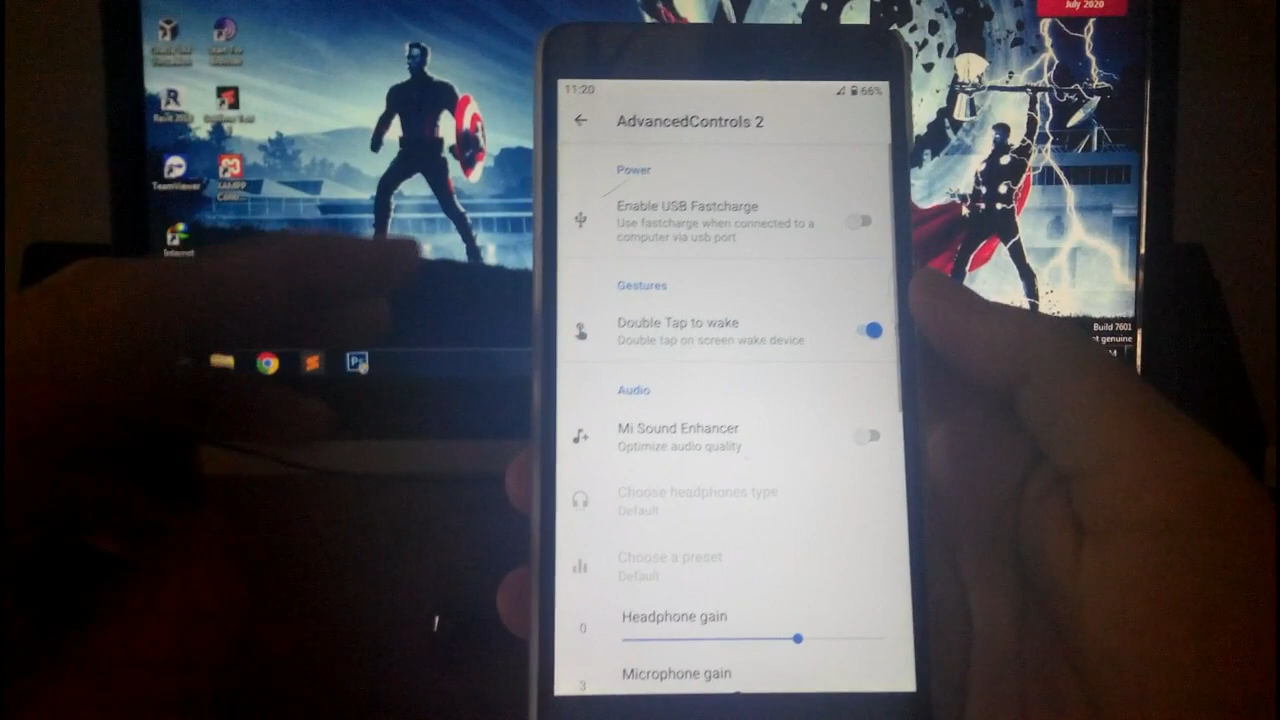 July 2020
11:20
66%
AdvancedControls 2
Power
Enable USB Fastcharge
Use fastcharge when connected to a
computer via usb port
Gestures
Double Tap to wake
Double tap on screen wake device
Audio
Mi Sound Enhancer
Optimize audio quality
Choose headphones type
Default
Choose a preset
Default
Headphone gain
0
Microphone gain
3
Revit
TeamViewer
XAMPP
Internet
Ps
Build 7601
genuine